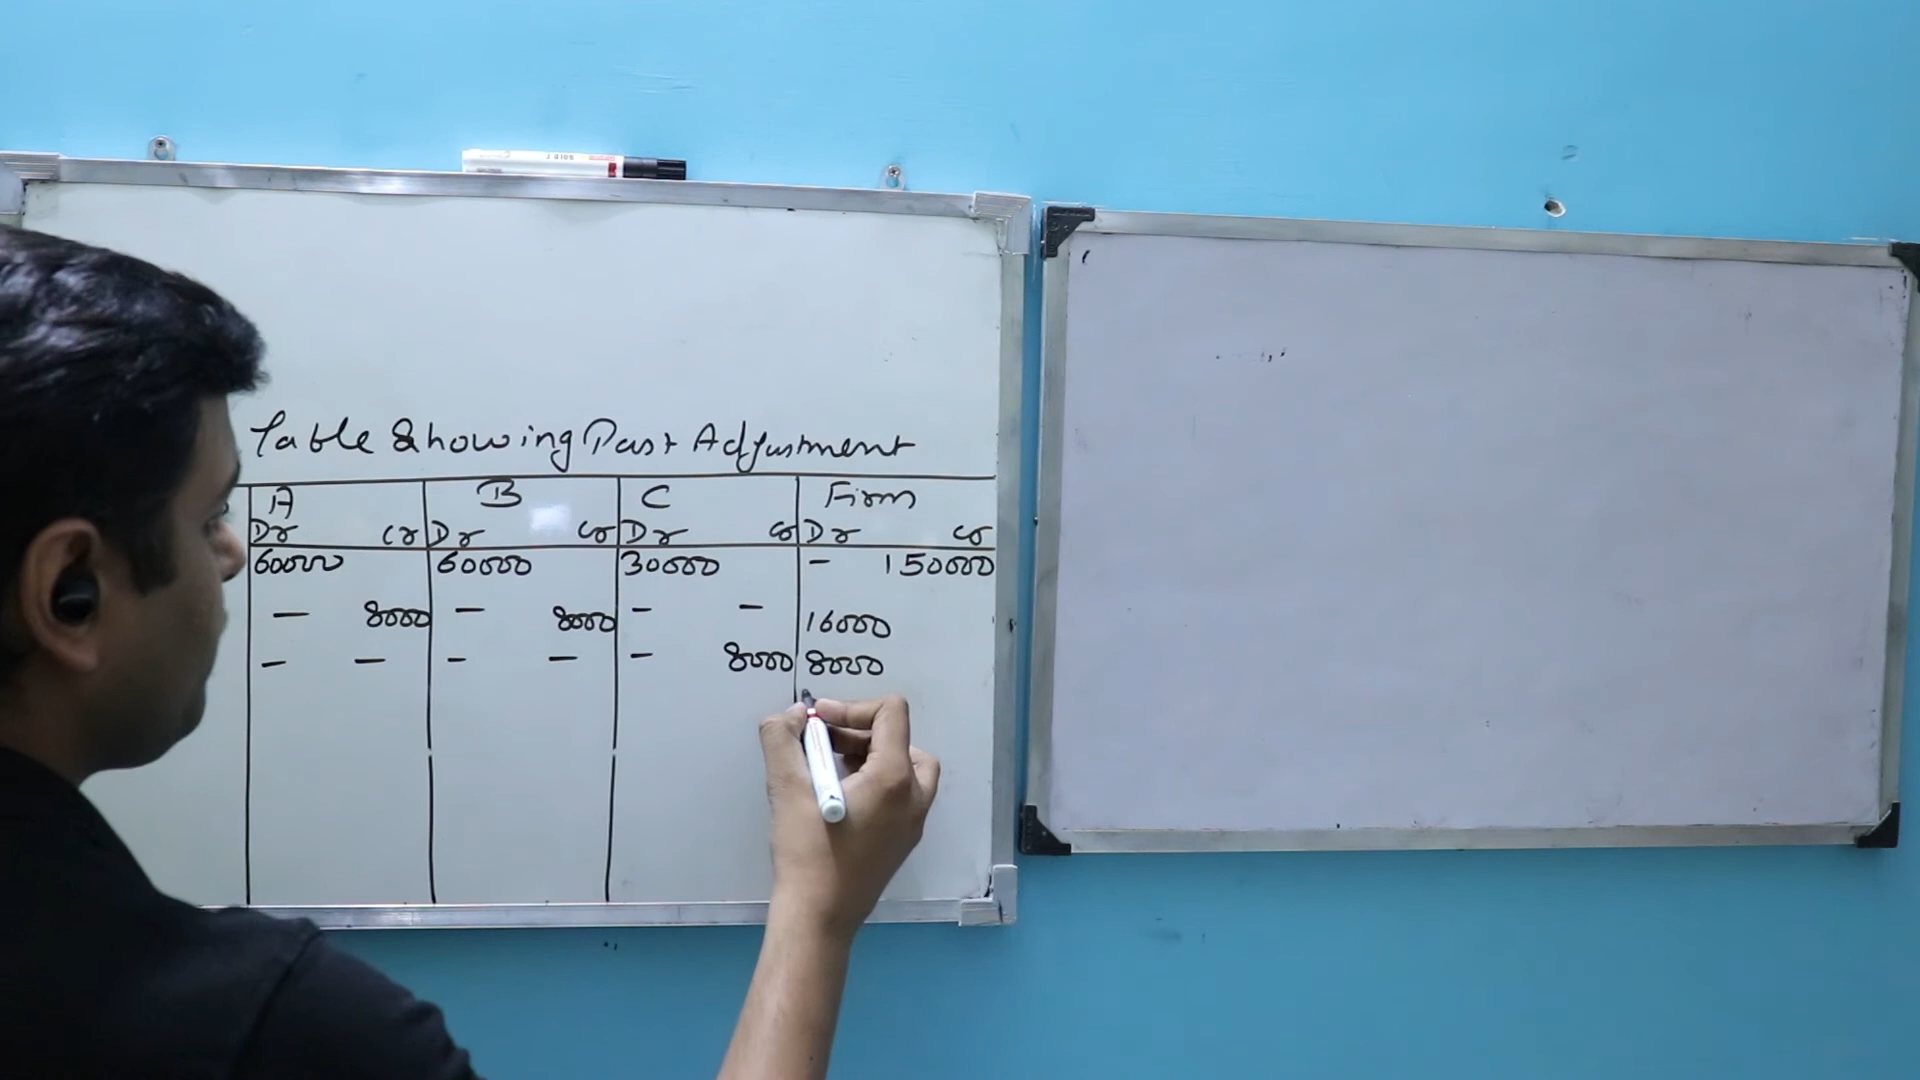 Table Showing Past Adjustment
A B C Firm
Dr Cr Dr Cr Dr Cr Dr Cr
60000 60000 30000 - 150000
- 8000 - 8000 - - 16000
- - - - - 8000 8000